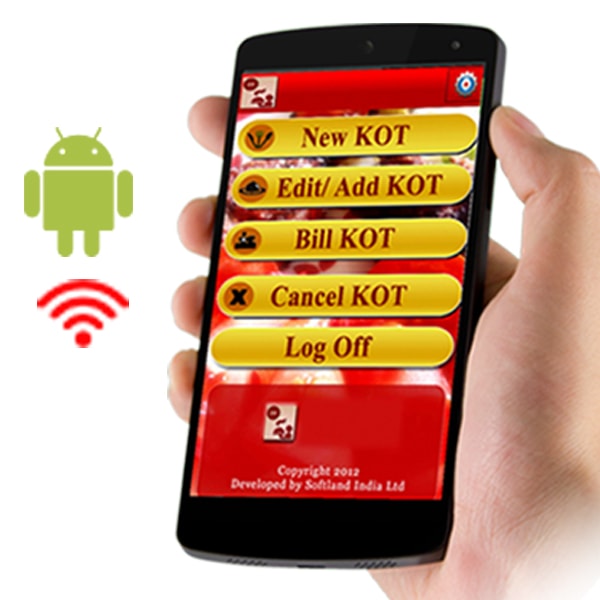 New KOT
Edit/ Add KOT
Bill KOT
Cancel KOT
Log Off
Copyright 2012
Developed by Softland India Ltd